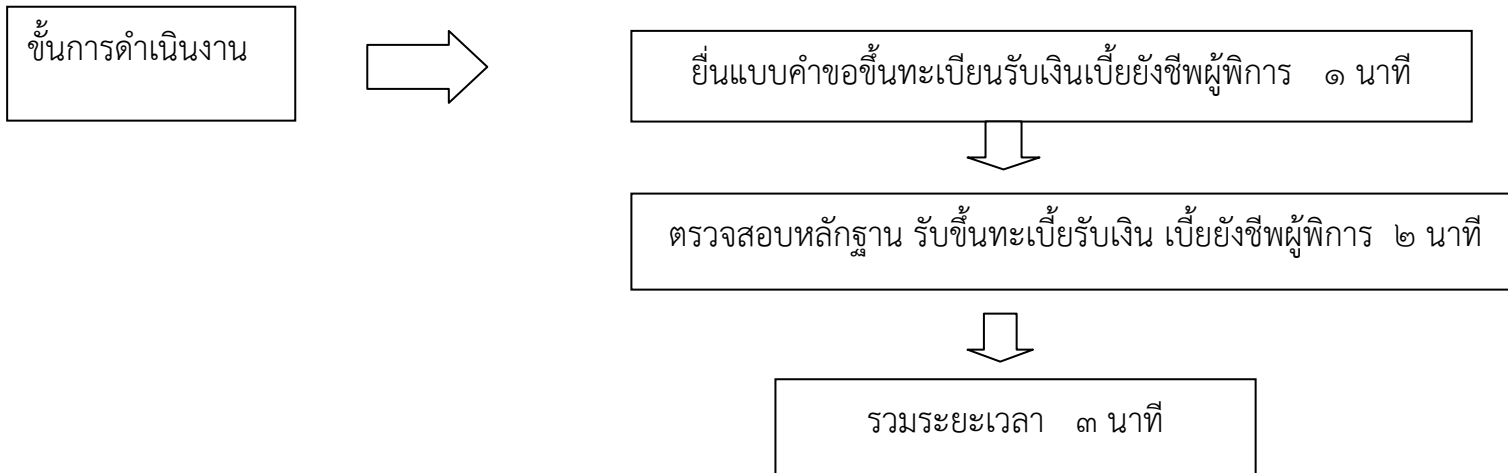 ขั้นการดำเนินงาน
ยื่นแบบคำขอขึ้นทะเบียนรับเงินเบี้ยยังชีพผู้พิการ ๑ นาที
ตรวจสอบหลักฐาน รับขึ้นทะเบี้ยรับเงิน เบี้ยยังชีพผู้พิการ ๒ นาที
รวมระยะเวลา ๓ นาที